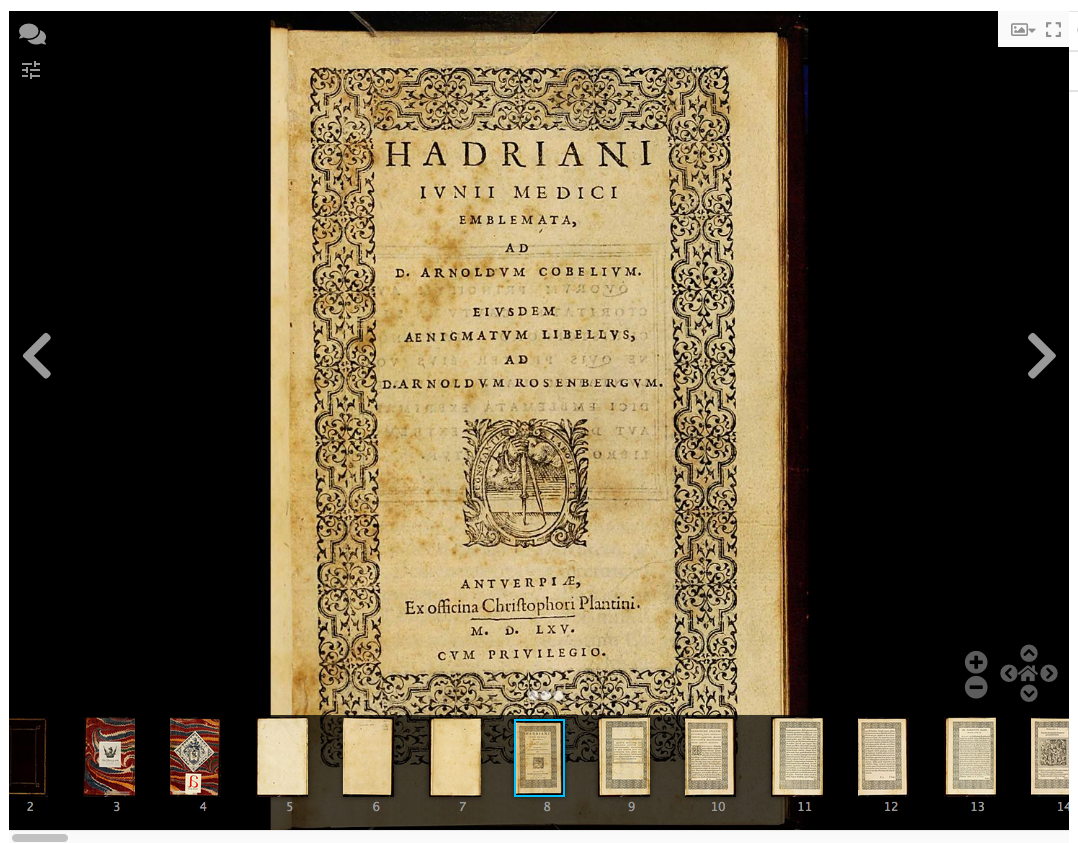 HADRIANI
IVNII MEDICI
EMBLEMATA,
AD
D. ARNOLDVM COBELIVM.
EIVSDEM
AENIGMATVM LIBELLVS,
AD
D. ARNOLDVM ROSENBERGVM.
ANTVERPIÆ,
Ex officina Christophori Plantini.
M. D. LXV.
CVM PRIVILEGIO.
2 3 4 5 6 7 8 9 10 11 12 13 14